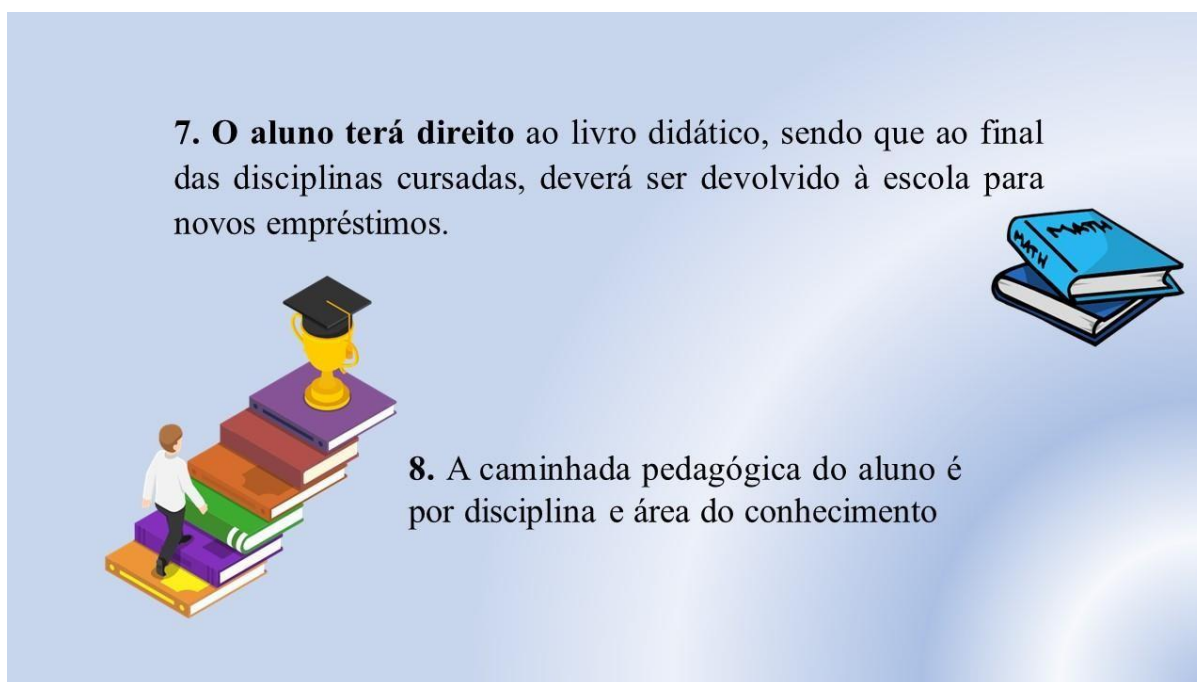 7. O aluno terá direito ao livro didático, sendo que ao final
das disciplinas cursadas, deverá ser devolvido à escola para
novos empréstimos.
MATH
MATH
8. A caminhada pedagógica do aluno é
por disciplina e área do conhecimento